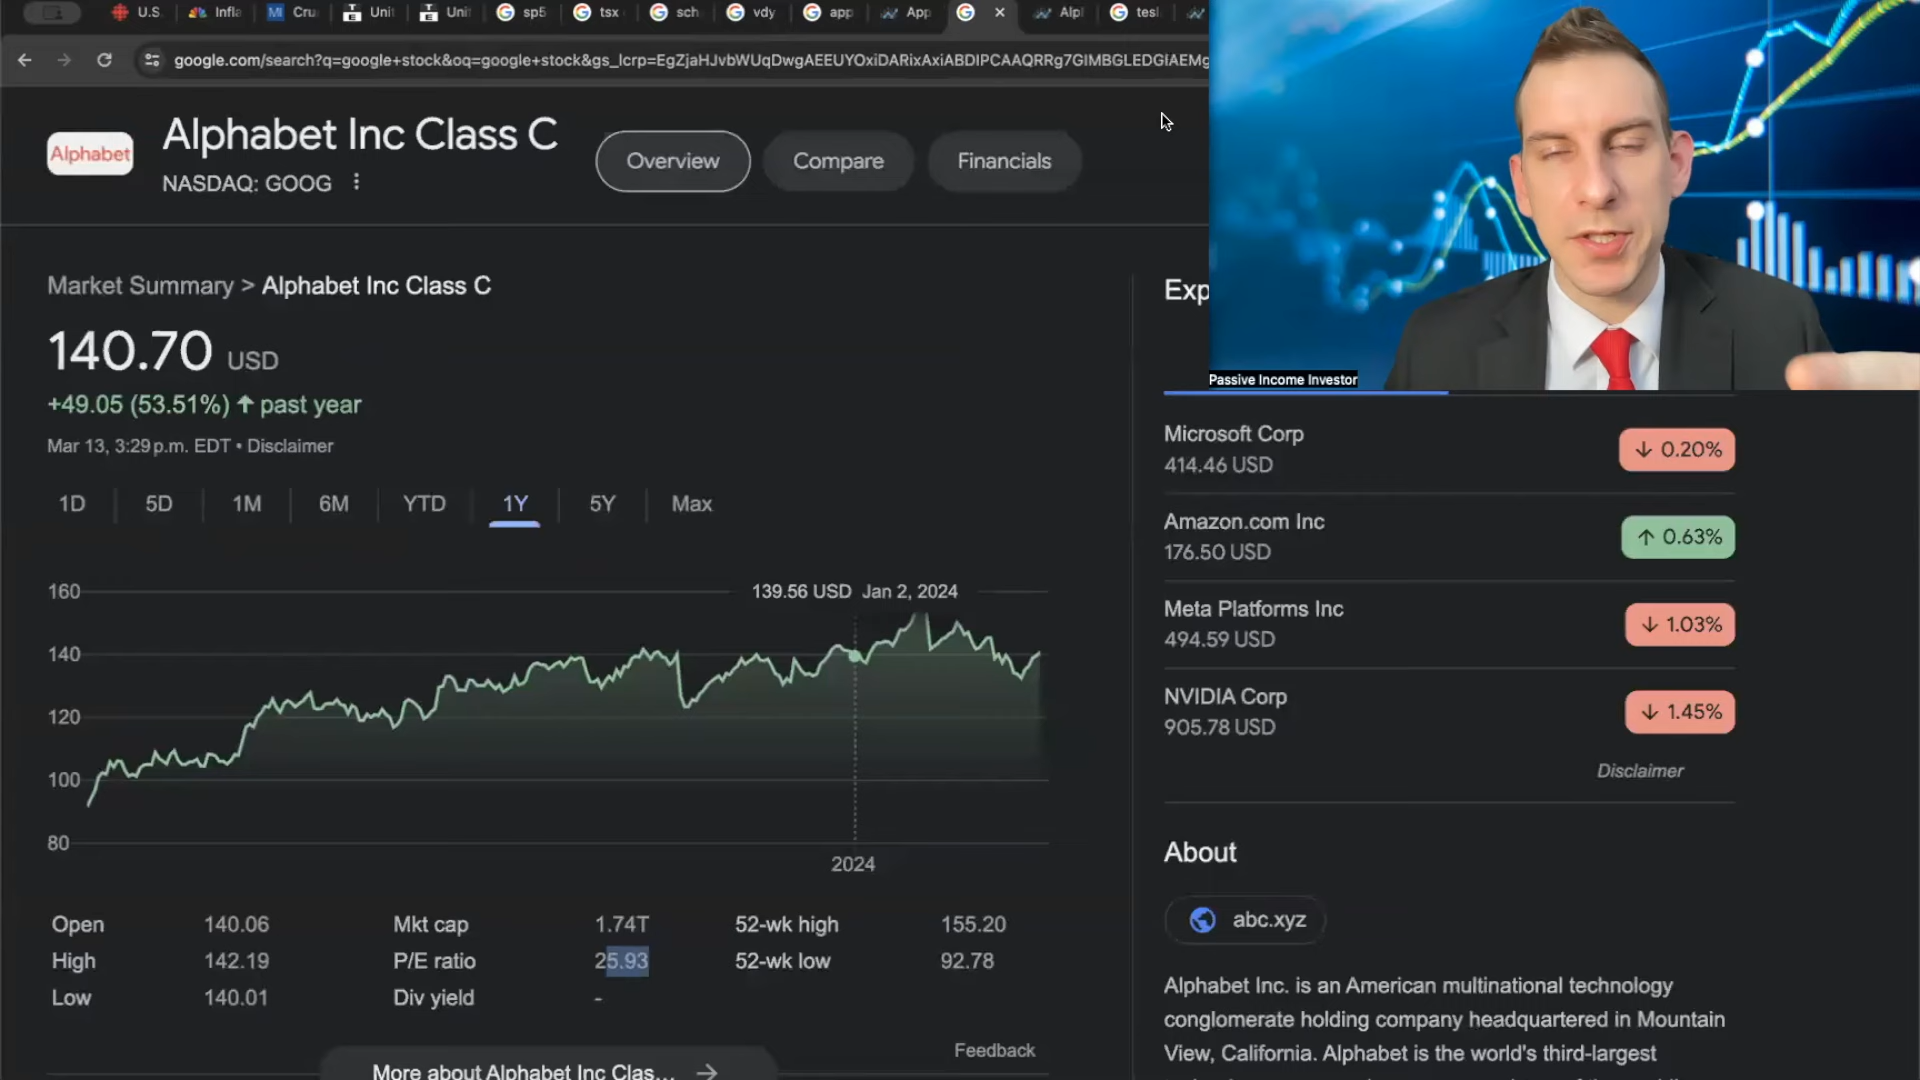 U.S.
Infla
Cru
Unit
Unit
sp5
tsx
sch
vdy
app
App
Alpl
tesl
google.com/search?q=google+stock&oq=google+stock&gs_lcrp=EgZjaHJvbWUqDwgAEEUYOxiDARixAxiABDIPCAAQRRg7GIMBGLEDGIAEMg
Alphabet
Alphabet Inc Class C
NASDAQ: GOOG
Overview
Compare
Financials
Market Summary > Alphabet Inc Class C
140.70 USD
+49.05 (53.51%) ↑ past year
Mar 13, 3:29 p.m. EDT • Disclaimer
1D 5D 1M 6M YTD 1Y 5Y Max
139.56 USD Jan 2, 2024
160
140
120
100
80
2024
Open 140.06 Mkt cap 1.74T 52-wk high 155.20
High 142.19 P/E ratio 25.93 52-wk low 92.78
Low 140.01 Div yield -
Feedback
More about Alphabet Inc Clas... →
Exp
Passive Income Investor
Microsoft Corp
414.46 USD
↓ 0.20%
Amazon.com Inc
176.50 USD
↑ 0.63%
Meta Platforms Inc
494.59 USD
↓ 1.03%
NVIDIA Corp
905.78 USD
↓ 1.45%
Disclaimer
About
abc.xyz
Alphabet Inc. is an American multinational technology
conglomerate holding company headquartered in Mountain
View, California. Alphabet is the world's third-largest